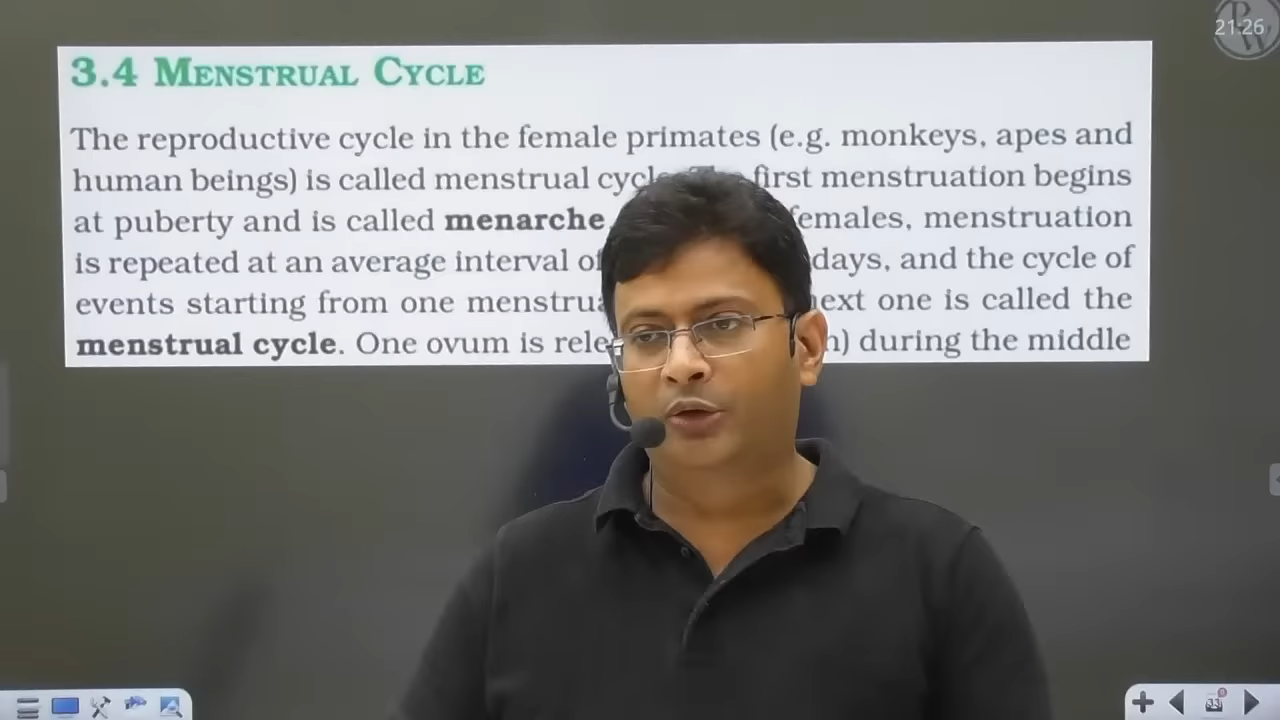 21:26
3.4 MENSTRUAL CYCLE
The reproductive cycle in the female primates (e.g. monkeys, apes and
human beings) is called menstrual first menstruation begins
at puberty and is called menarche females, menstruation
is repeated at an average interval days, and the cycle of
events starting from one one is called the
menstrual cycle. One ovum is during the middle
33